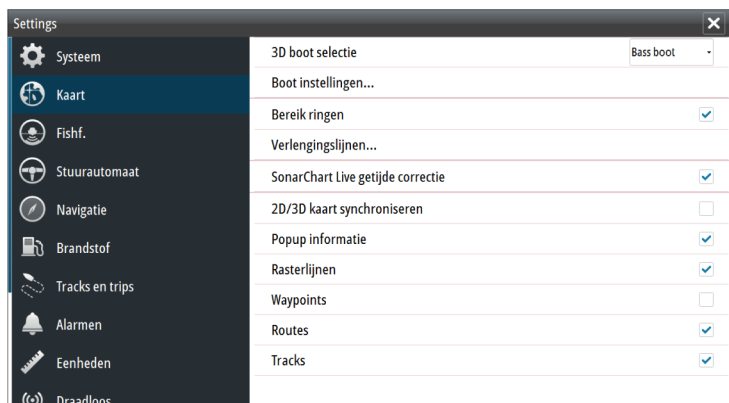 Settings
Systeem
Kaart
Fishf.
Stuurautomaat
Navigatie
Brandstof
Tracks en trips
Alarmen
Eenheden
Draadloos
3D boot selectie Bass boot
Boot instellingen...
Bereik ringen
Verlengingslijnen...
SonarChart Live getijde correctie
2D/3D kaart synchroniseren
Popup informatie
Rasterlijnen
Waypoints
Routes
Tracks